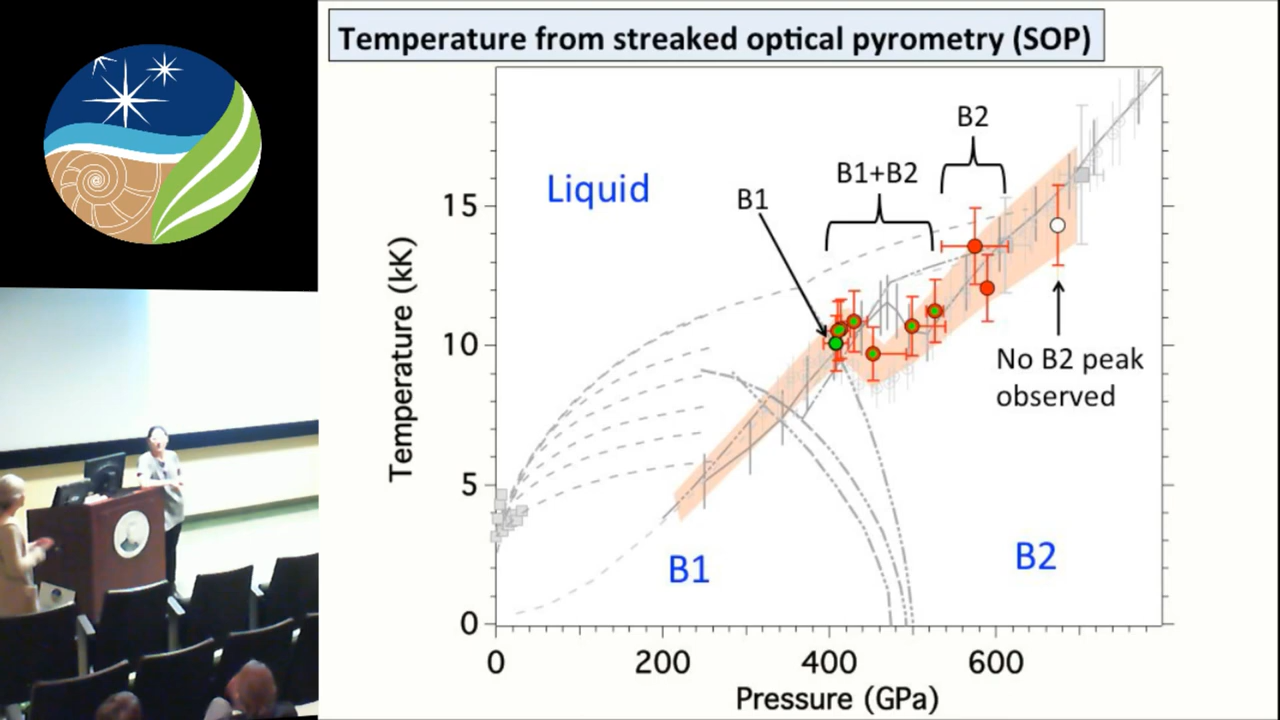 Temperature from streaked optical pyrometry (SOP)
B2
B1+B2
B1
Liquid
15
10
5
0
Temperature (kK)
No B2 peak
observed
B1
B2
0
200
400
600
Pressure (GPa)